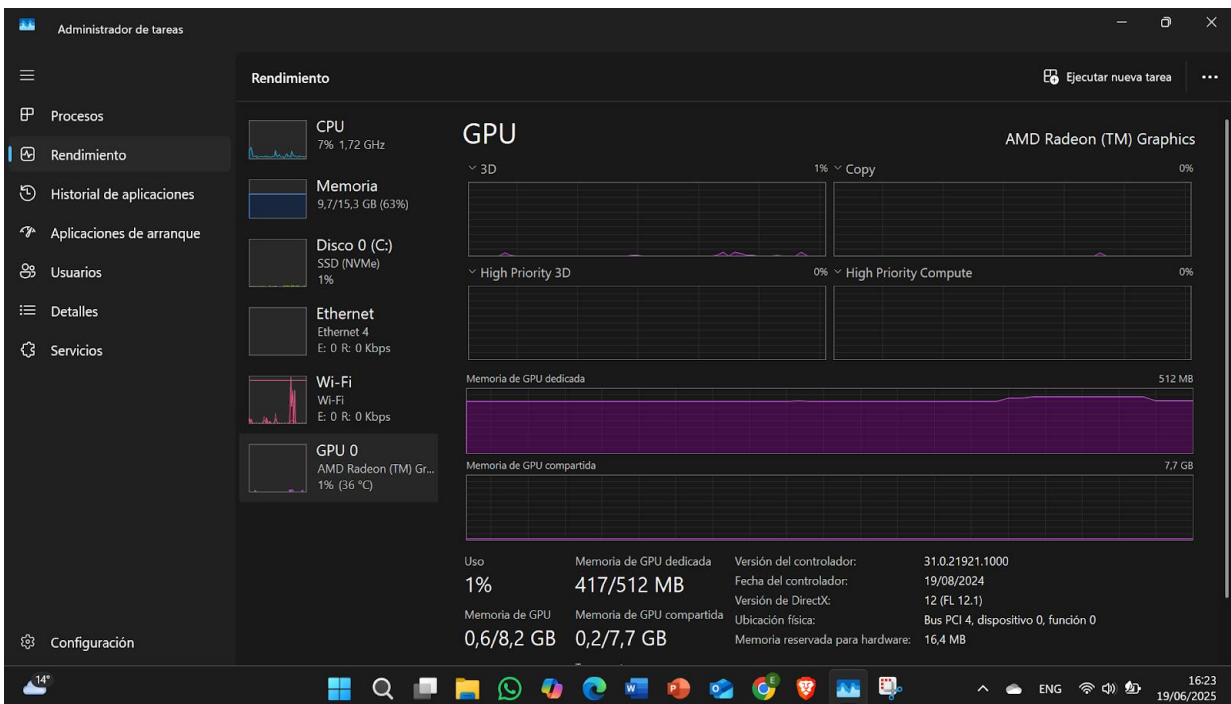 Administrador de tareas
Rendimiento
Ejecutar nueva tarea
Procesos
Rendimiento
Historial de aplicaciones
Aplicaciones de arranque
Usuarios
Detalles
Servicios
Configuración
CPU
7% 1,72 GHz
Memoria
9,7/15,3 GB (63%)
Disco 0 (C:)
SSD (NVMe)
1%
Ethernet
Ethernet 4
E: 0 R: 0 Kbps
Wi-Fi
Wi-Fi
E: 0 R: 0 Kbps
GPU 0
AMD Radeon (TM) Gr...
1% (36 °C)
GPU
AMD Radeon (TM) Graphics
3D 1%
Copy 0%
High Priority 3D 0%
High Priority Compute 0%
Memoria de GPU dedicada 512 MB
Memoria de GPU compartida 7,7 GB
Uso
1%
Memoria de GPU dedicada
417/512 MB
Memoria de GPU
0,6/8,2 GB
Memoria de GPU compartida
0,2/7,7 GB
Versión del controlador: 31.0.21921.1000
Fecha del controlador: 19/08/2024
Versión de DirectX: 12 (FL 12.1)
Ubicación física: Bus PCI 4, dispositivo 0, función 0
Memoria reservada para hardware: 16,4 MB
14°
ENG
16:23
19/06/2025